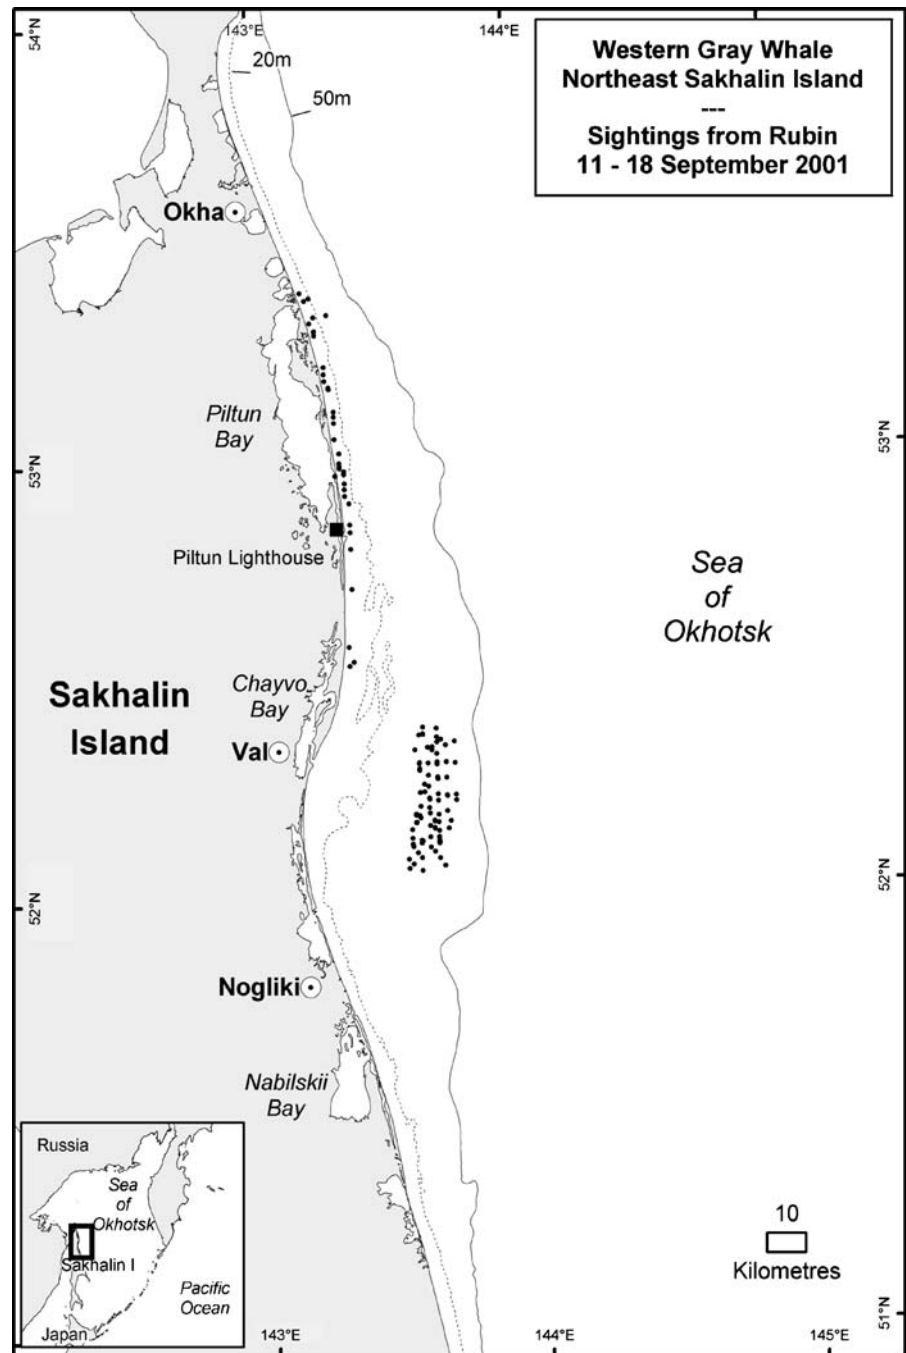 54°N
143°E
144°E
20m
50m
Western Gray Whale
Northeast Sakhalin Island
---
Sightings from Rubin
11 - 18 September 2001
Okha
Piltun
Bay
53°N
53°N
Piltun Lighthouse
Sea
of
Okhotsk
Sakhalin
Island
Chayvo
Bay
Val
52°N
52°N
Nogliki
Nabilskii
Bay
Russia
Sea
of
Okhotsk
Sakhalin I
Pacific
Ocean
Japan
10
Kilometres
51°N
143°E
144°E
145°E